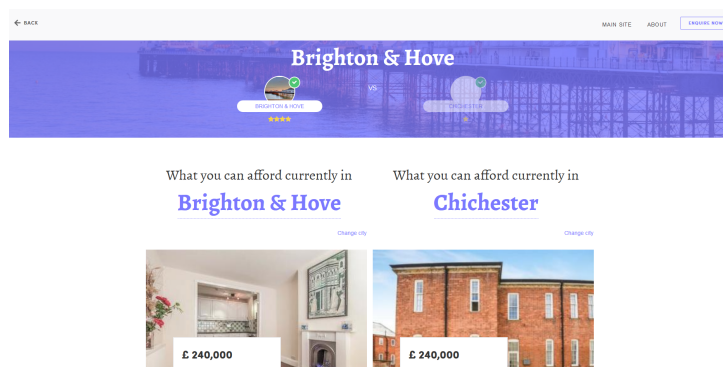 BACK
MAIN SITE
ABOUT
ENQUIRE NOW
Brighton & Hove
VS
BRIGHTON & HOVE
CHICHESTER
What you can afford currently in
Brighton & Hove
Change city
What you can afford currently in
Chichester
Change city
£ 240,000
£ 240,000